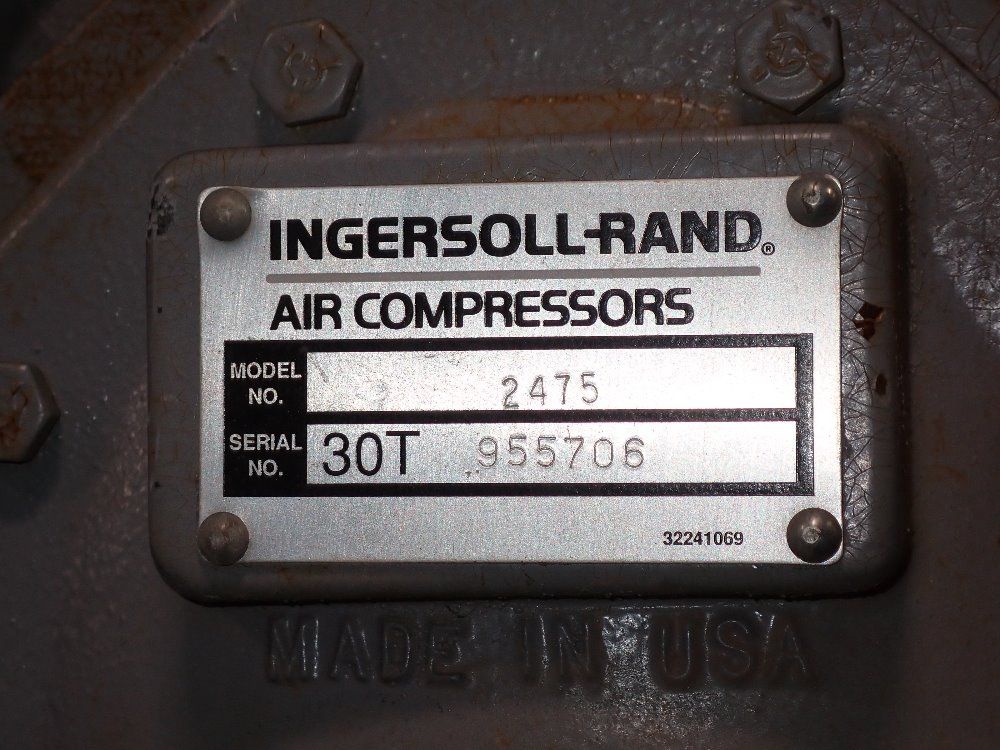 INGERSOLL-RAND®
AIR COMPRESSORS
MODEL NO. 2475
SERIAL NO. 30T 955706
32241069
MADE IN USA